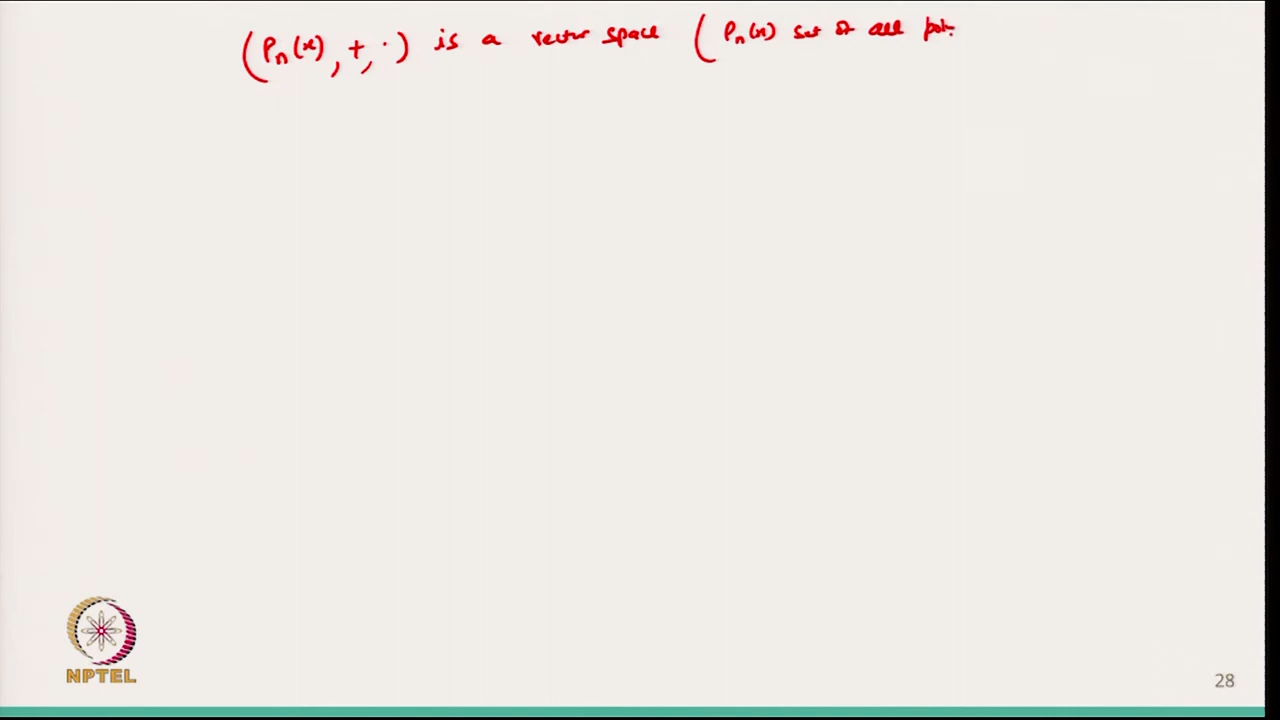 (Pn(x), +, ·) is a vector space ( Pn(x) set of all pol
NPTEL
28